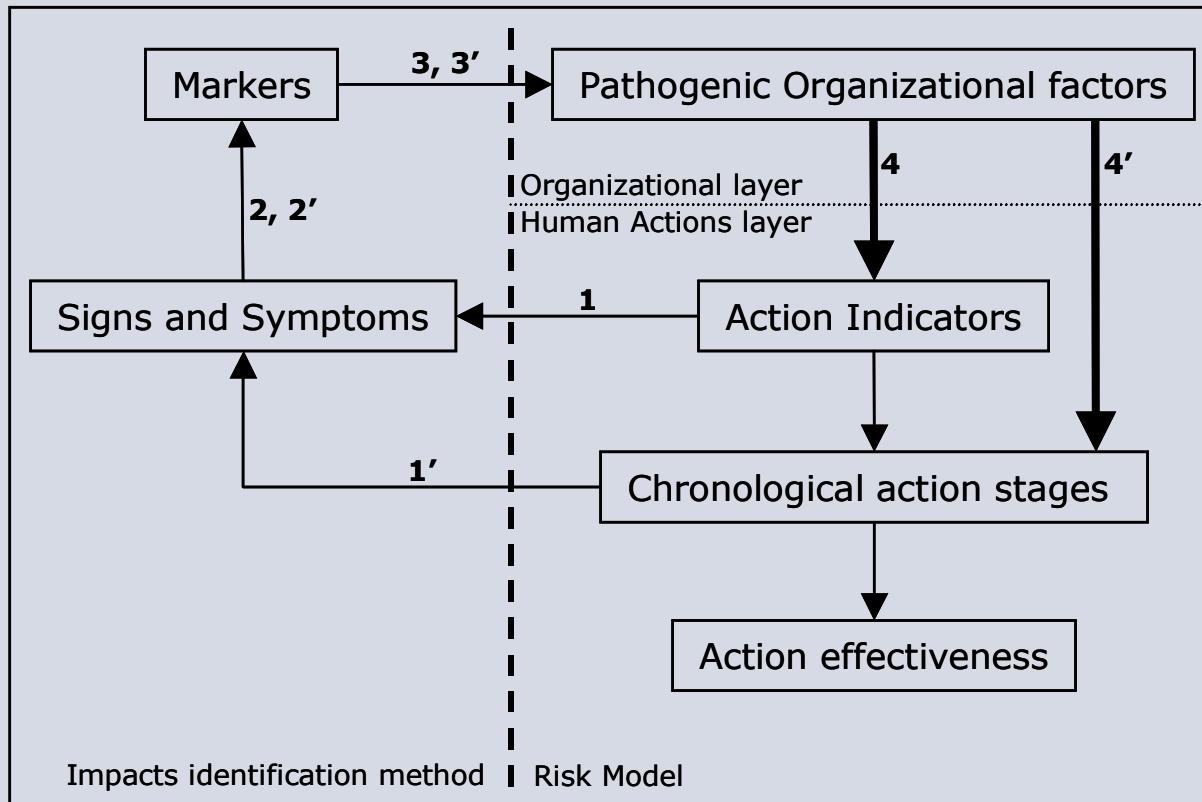 3, 3’
Markers
Pathogenic Organizational factors
4
4’
Organizational layer
2, 2’
Human Actions layer
1
Signs and Symptoms
Action Indicators
1’
Chronological action stages
Action effectiveness
Impacts identification method
Risk Model